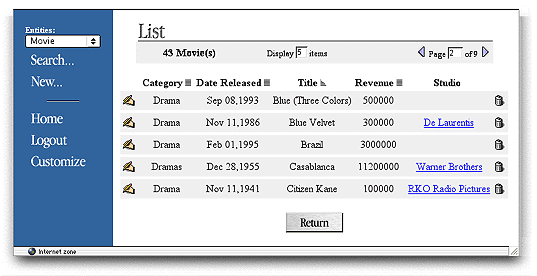 Entities:
Movie
Search...
New...
Home
Logout
Customize
List
43 Movie(s) Display 5 items Page 2 of 9
Category Date Released Title Revenue Studio
Drama Sep 08,1993 Blue (Three Colors) 500000
Drama Nov 11,1986 Blue Velvet 300000 De Laurentis
Drama Feb 01,1995 Brazil 3000000
Dramas Dec 28,1955 Casablanca 11200000 Warner Brothers
Drama Nov 11,1941 Citizen Kane 100000 RKO Radio Pictures
Return
Internet zone